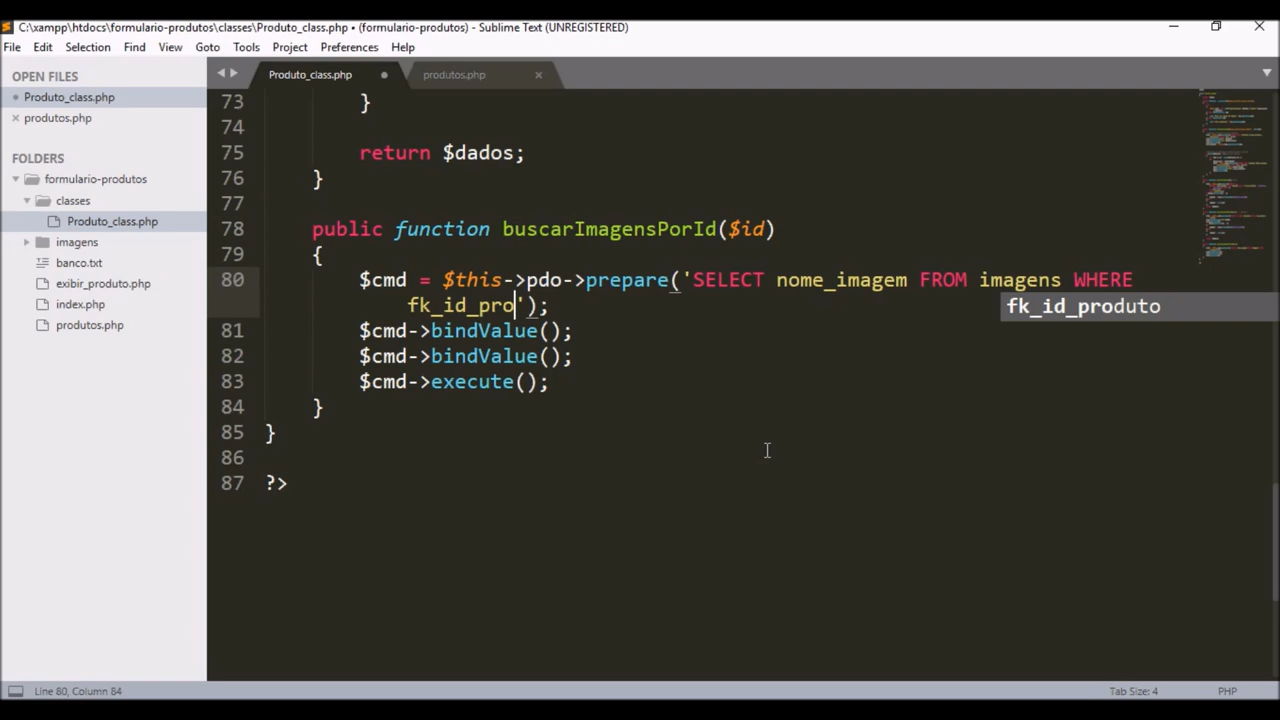 C:\xampp\htdocs\formulario-produtos\classes\Produto_class.php • (formulario-produtos) - Sublime Text (UNREGISTERED)
File Edit Selection Find View Goto Tools Project Preferences Help
OPEN FILES
Produto_class.php
produtos.php
FOLDERS
formulario-produtos
classes
Produto_class.php
imagens
banco.txt
exibir_produto.php
index.php
produtos.php
Produto_class.php produtos.php
73 }
74
75 return $dados;
76 }
77
78 public function buscarImagensPorId($id)
79 {
80 $cmd = $this->pdo->prepare('SELECT nome_imagem FROM imagens WHERE
fk_id_pro');
fk_id_produto
81 $cmd->bindValue();
82 $cmd->bindValue();
83 $cmd->execute();
84 }
85 }
86
87 ?>
Line 80, Column 84 Tab Size: 4 PHP